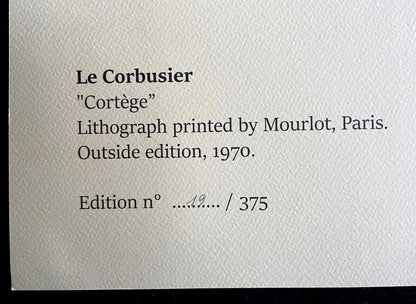 Le Corbusier
"Cortège”
Lithograph printed by Mourlot, Paris.
Outside edition, 1970.
Edition n° ....19.... / 375